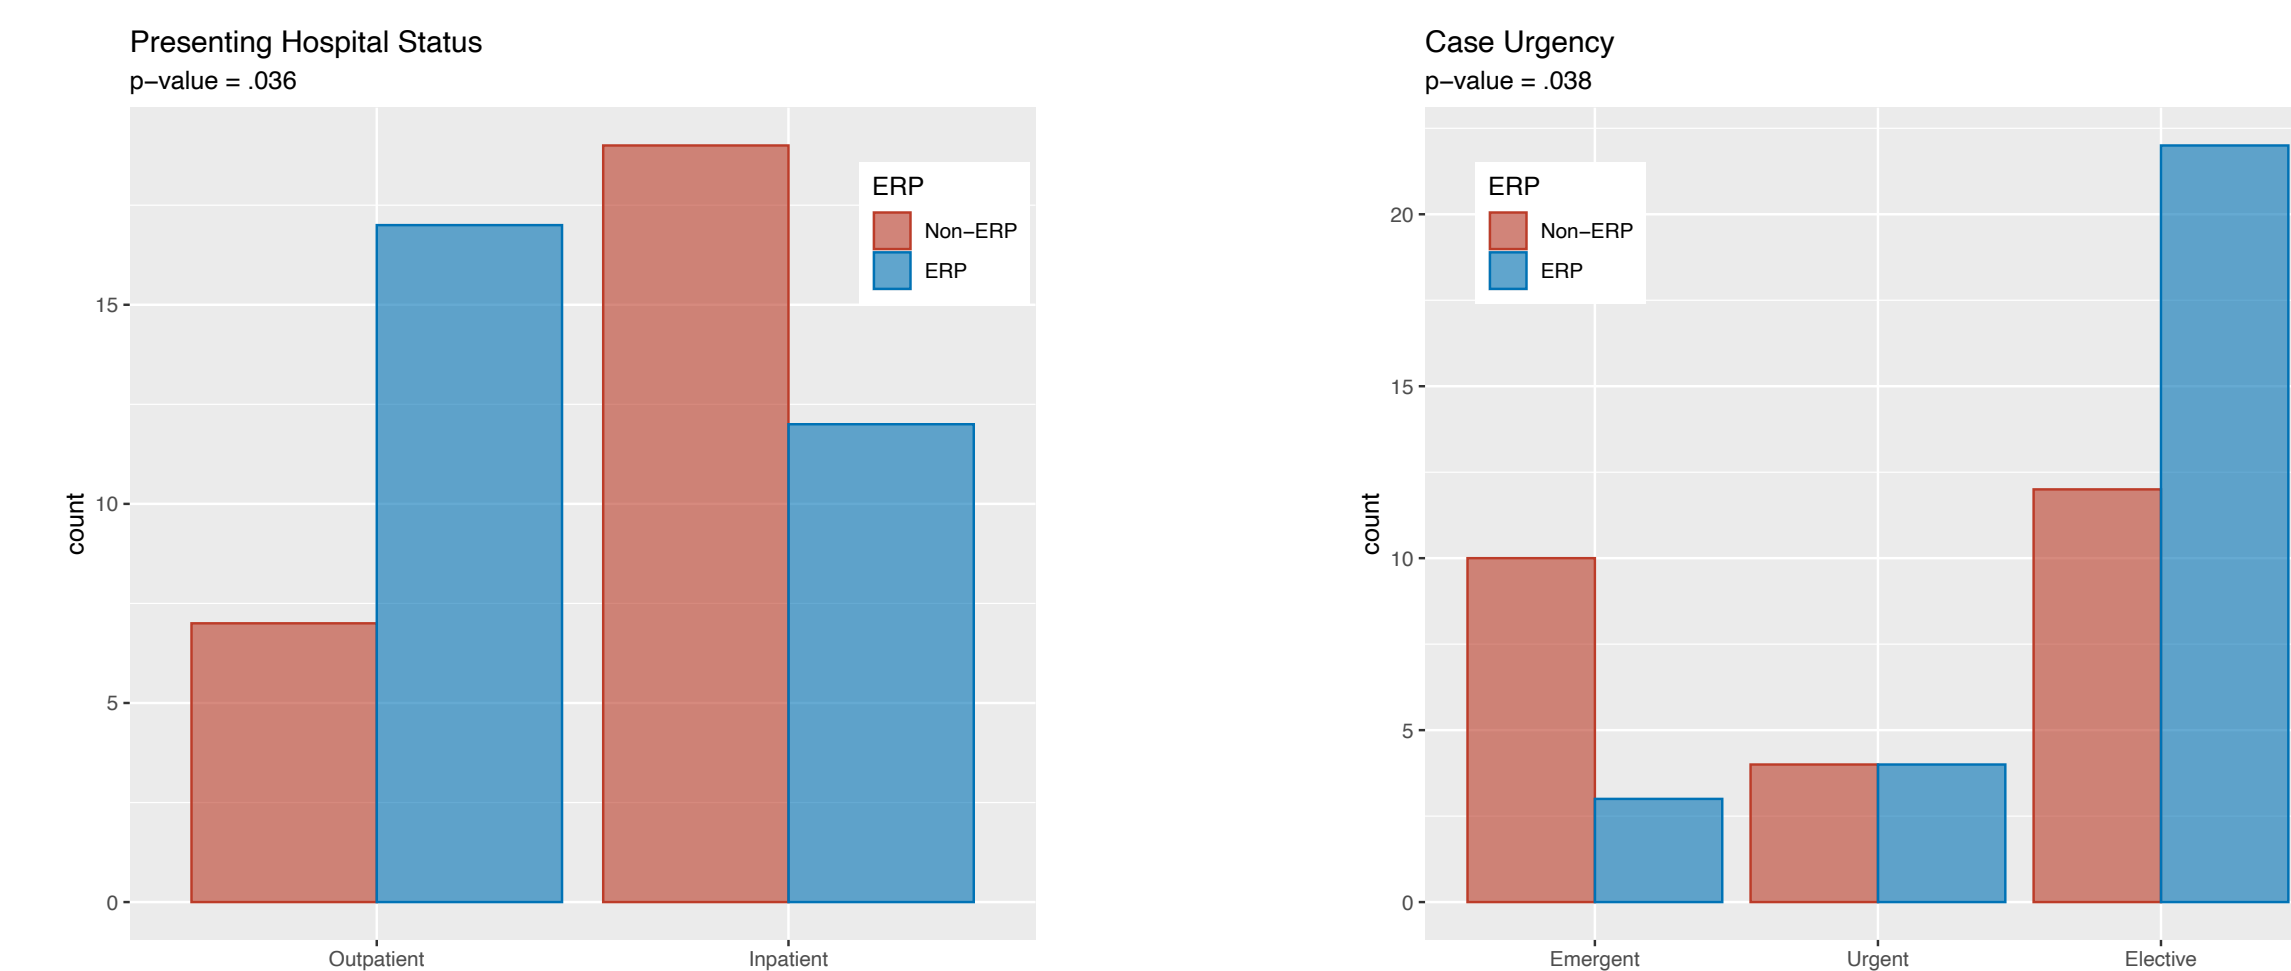 Presenting Hospital Status
p−value = .036
count
15
10
5
0
ERP
Non−ERP
ERP
Outpatient
Inpatient
Case Urgency
p−value = .038
count
20
15
10
5
0
ERP
Non−ERP
ERP
Emergent
Urgent
Elective